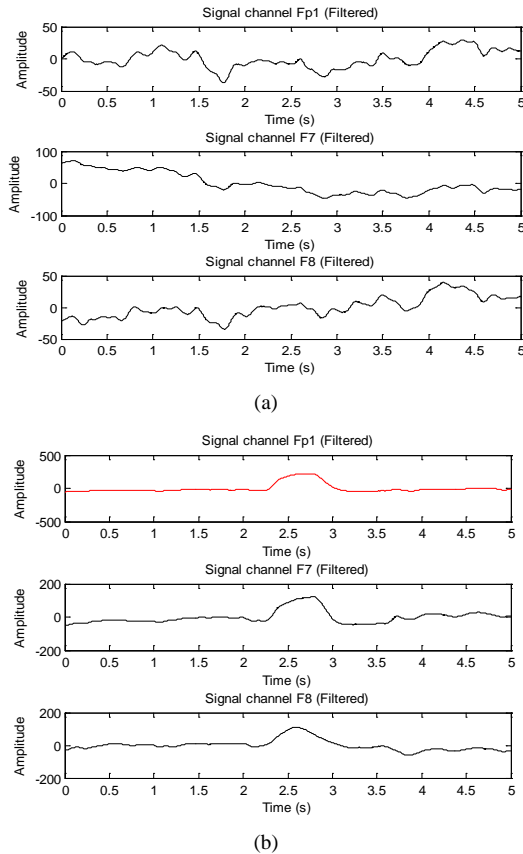 Signal channel Fp1 (Filtered)
50
0
-50
Amplitude
0 0.5 1 1.5 2 2.5 3 3.5 4 4.5 5
Time (s)
Signal channel F7 (Filtered)
100
0
-100
Amplitude
0 0.5 1 1.5 2 2.5 3 3.5 4 4.5 5
Time (s)
Signal channel F8 (Filtered)
50
0
-50
Amplitude
0 0.5 1 1.5 2 2.5 3 3.5 4 4.5 5
Time (s)
(a)
Signal channel Fp1 (Filtered)
500
0
-500
Amplitude
0 0.5 1 1.5 2 2.5 3 3.5 4 4.5 5
Time (s)
Signal channel F7 (Filtered)
200
0
-200
Amplitude
0 0.5 1 1.5 2 2.5 3 3.5 4 4.5 5
Time (s)
Signal channel F8 (Filtered)
200
0
-200
Amplitude
0 0.5 1 1.5 2 2.5 3 3.5 4 4.5 5
Time (s)
(b)